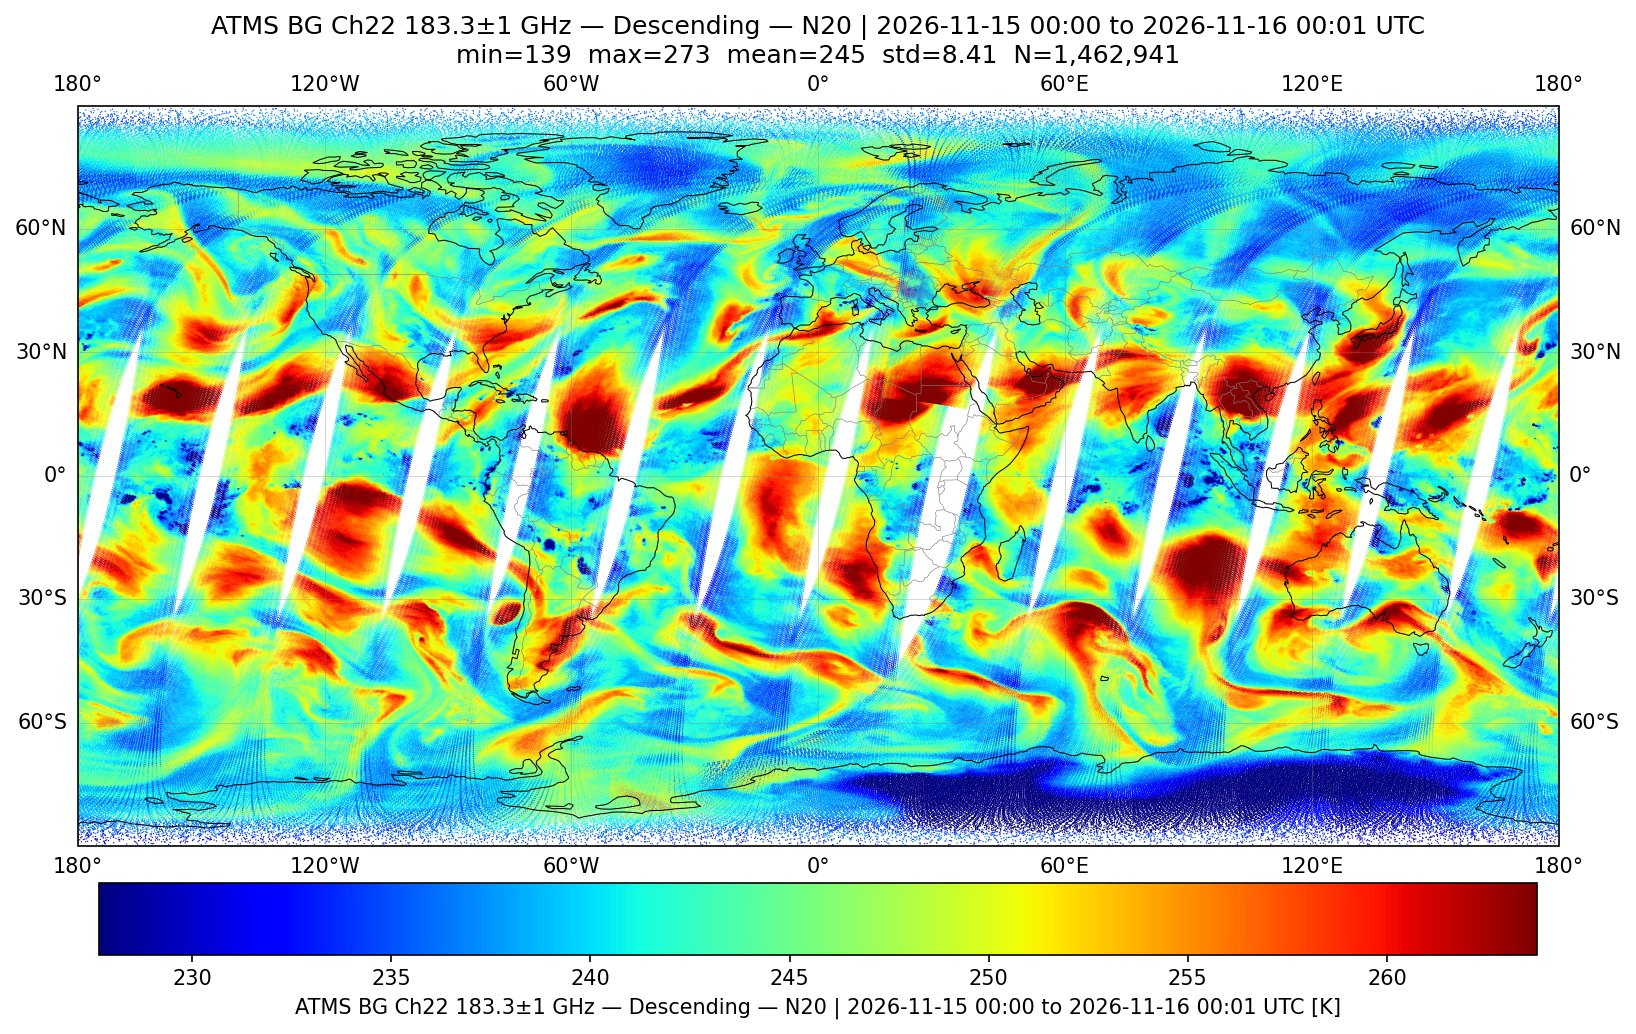 ATMS BG Ch22 183.3±1 GHz — Descending — N20 | 2026-11-15 00:00 to 2026-11-16 00:01 UTC
min=139  max=273  mean=245  std=8.41  N=1,462,941
180° 120°W 60°W 0° 60°E 120°E 180°
60°N 60°N
30°N 30°N
0° 0°
30°S 30°S
60°S 60°S
180° 120°W 60°W 0° 60°E 120°E 180°
230 235 240 245 250 255 260
ATMS BG Ch22 183.3±1 GHz — Descending — N20 | 2026-11-15 00:00 to 2026-11-16 00:01 UTC [K]